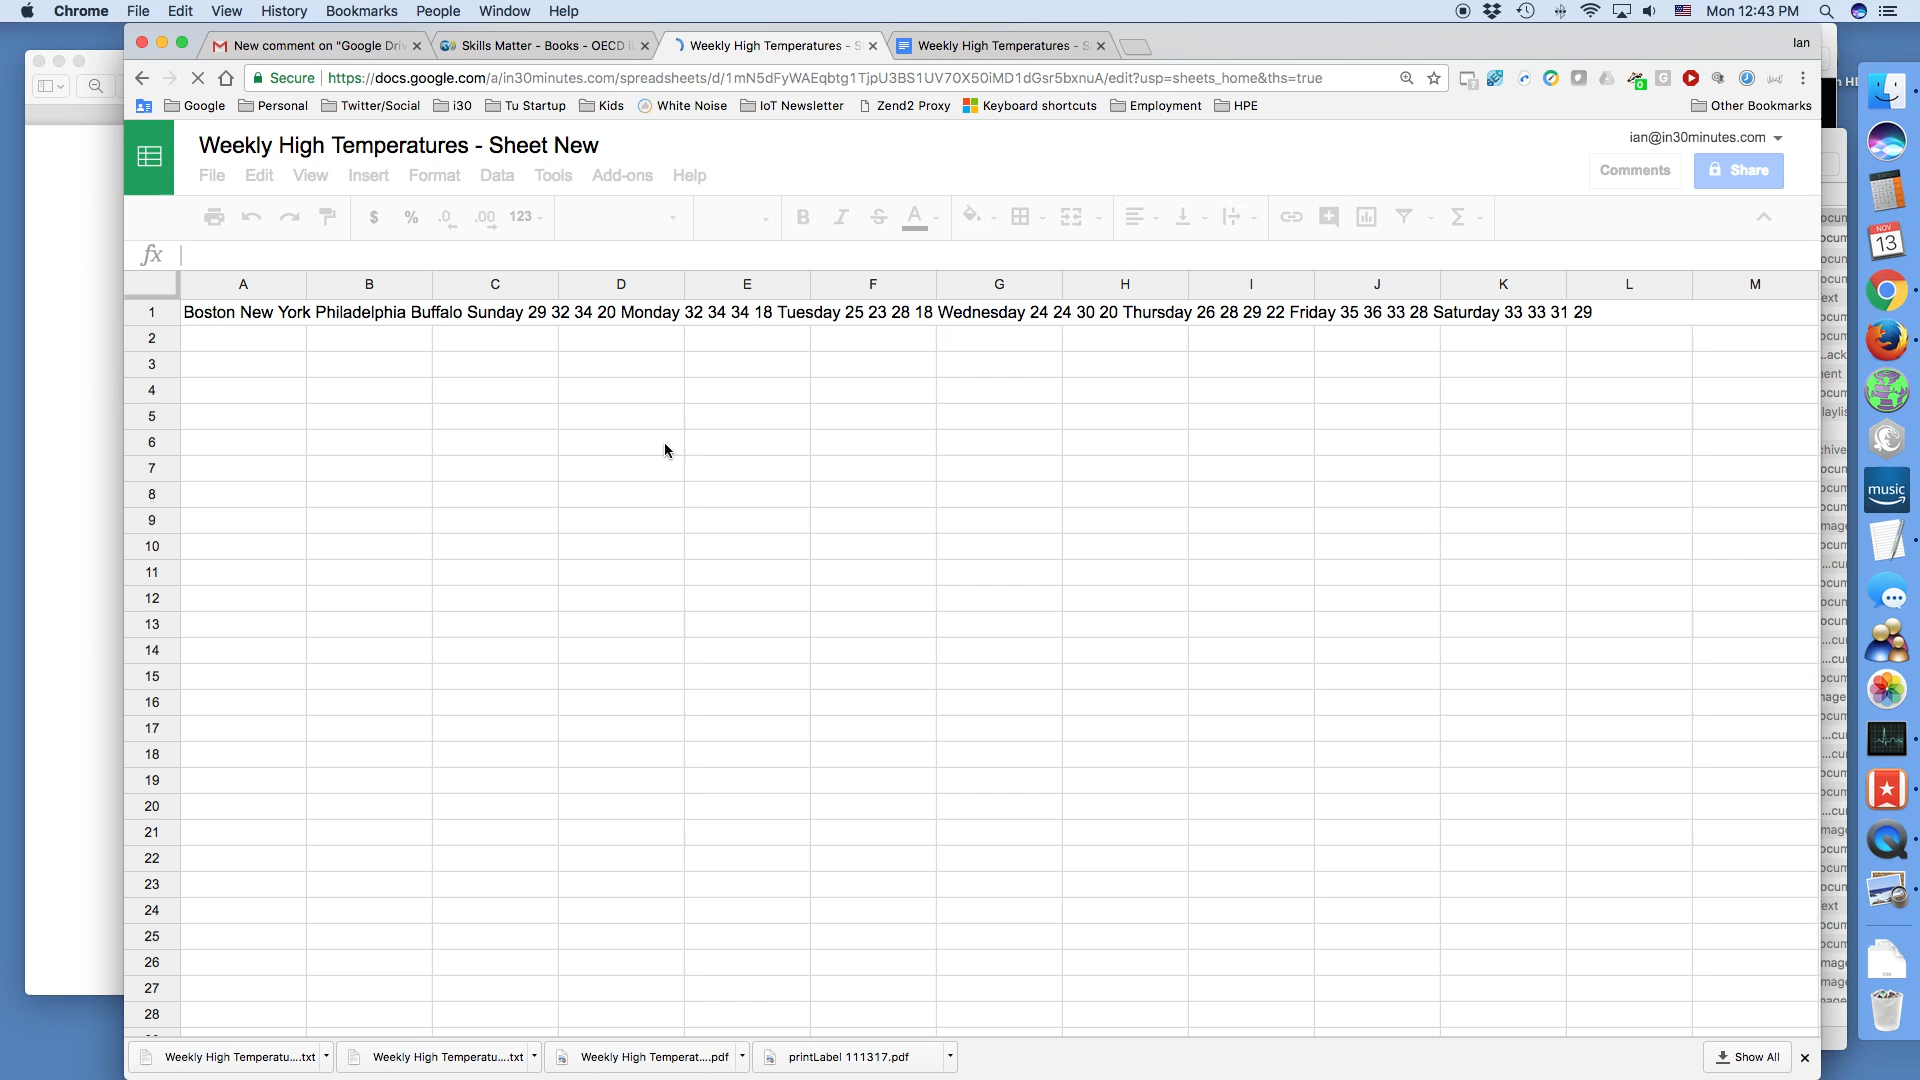 Chrome File Edit View History Bookmarks People Window Help Mon 12:43 PM
New comment on "Google Driv Skills Matter - Books - OECD Weekly High Temperatures - S Weekly High Temperatures - S Ian
Secure https://docs.google.com/a/in30minutes.com/spreadsheets/d/1mN5dFyWAEqbtg1TjpU3BS1UV70X50iMD1dGsr5bxnuA/edit?usp=sheets_home&ths=true
Google Personal Twitter/Social i30 Tu Startup Kids White Noise IoT Newsletter Zend2 Proxy Keyboard shortcuts Employment HPE Other Bookmarks
Weekly High Temperatures - Sheet New ian@in30minutes.com
File Edit View Insert Format Data Tools Add-ons Help Comments Share
$ % .0 .00 123 B I S A Σ
fx
A B C D E F G H I J K L M
1 Boston New York Philadelphia Buffalo Sunday 29 32 34 20 Monday 32 34 34 18 Tuesday 25 23 28 18 Wednesday 24 24 30 20 Thursday 26 28 29 22 Friday 35 36 33 28 Saturday 33 33 31 29
2
3
4
5
6
7
8
9
10
11
12
13
14
15
16
17
18
19
20
21
22
23
24
25
26
27
28
Weekly High Temperatu....txt Weekly High Temperatu....txt Weekly High Temperat....pdf printLabel 111317.pdf Show All
NOV
13
music